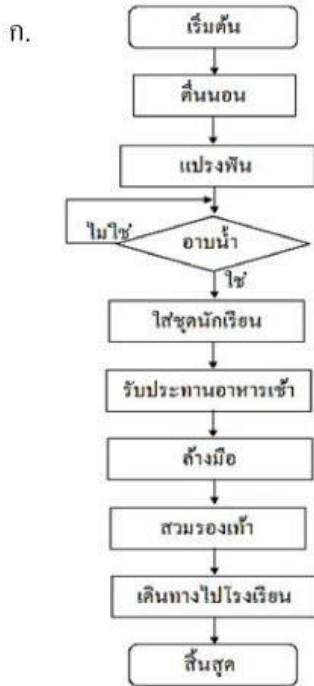 ก.
เริ่มต้น
ตื่นนอน
แปรงฟัน
ไม่ใช่
อาบน้ำ
ใช่
ใส่ชุดนักเรียน
รับประทานอาหารเช้า
ล้างมือ
สวมรองเท้า
เดินทางไปโรงเรียน
สิ้นสุด